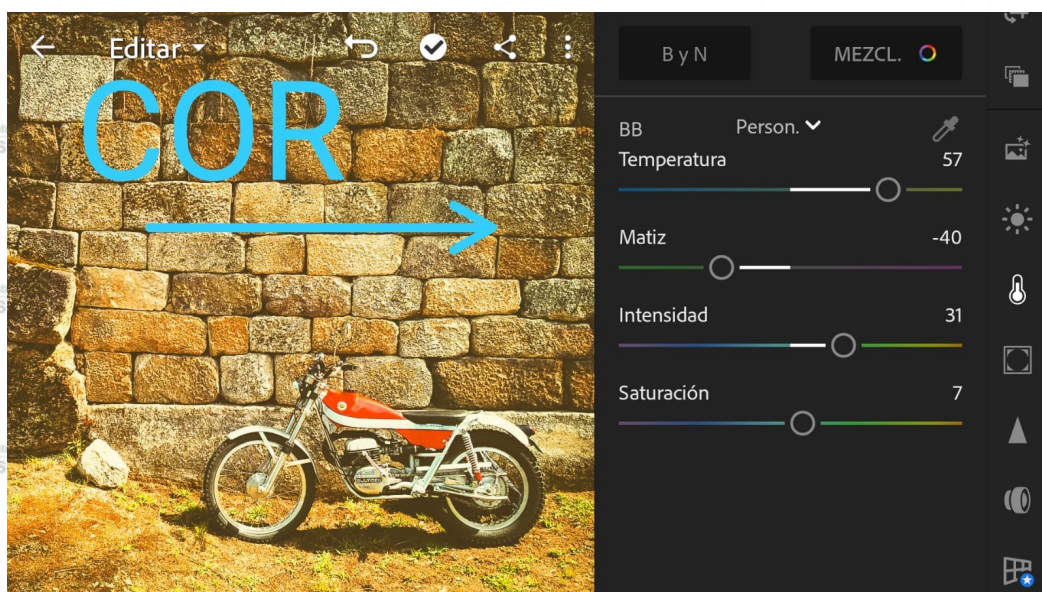 Editar
COR
B y N
MEZCL.
BB
Person.
Temperatura
57
Matiz
-40
Intensidad
31
Saturación
7